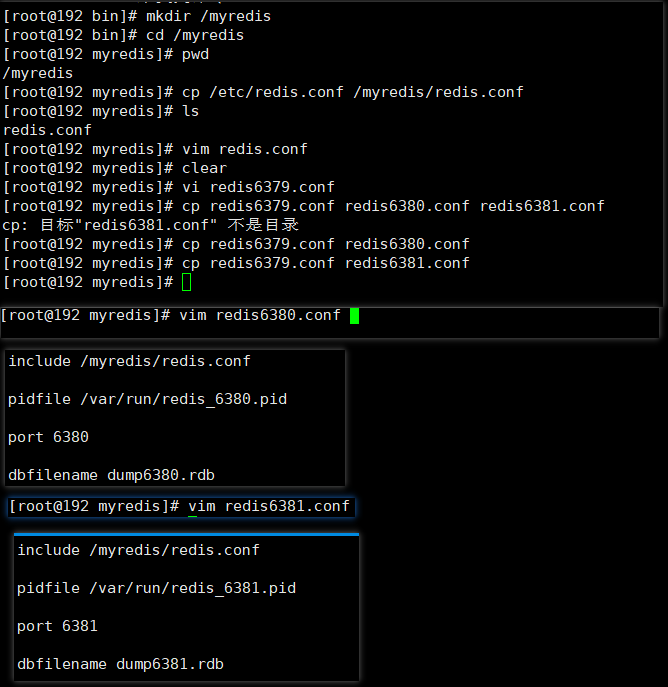 [root@192 bin]# mkdir /myredis
[root@192 bin]# cd /myredis
[root@192 myredis]# pwd
/myredis
[root@192 myredis]# cp /etc/redis.conf /myredis/redis.conf
[root@192 myredis]# ls
redis.conf
[root@192 myredis]# vim redis.conf
[root@192 myredis]# clear
[root@192 myredis]# vi redis6379.conf
[root@192 myredis]# cp redis6379.conf redis6380.conf redis6381.conf
cp: 目标"redis6381.conf" 不是目录
[root@192 myredis]# cp redis6379.conf redis6380.conf
[root@192 myredis]# cp redis6379.conf redis6381.conf
[root@192 myredis]#
[root@192 myredis]# vim redis6380.conf
include /myredis/redis.conf
pidfile /var/run/redis_6380.pid
port 6380
dbfilename dump6380.rdb
[root@192 myredis]# vim redis6381.conf
include /myredis/redis.conf
pidfile /var/run/redis_6381.pid
port 6381
dbfilename dump6381.rdb